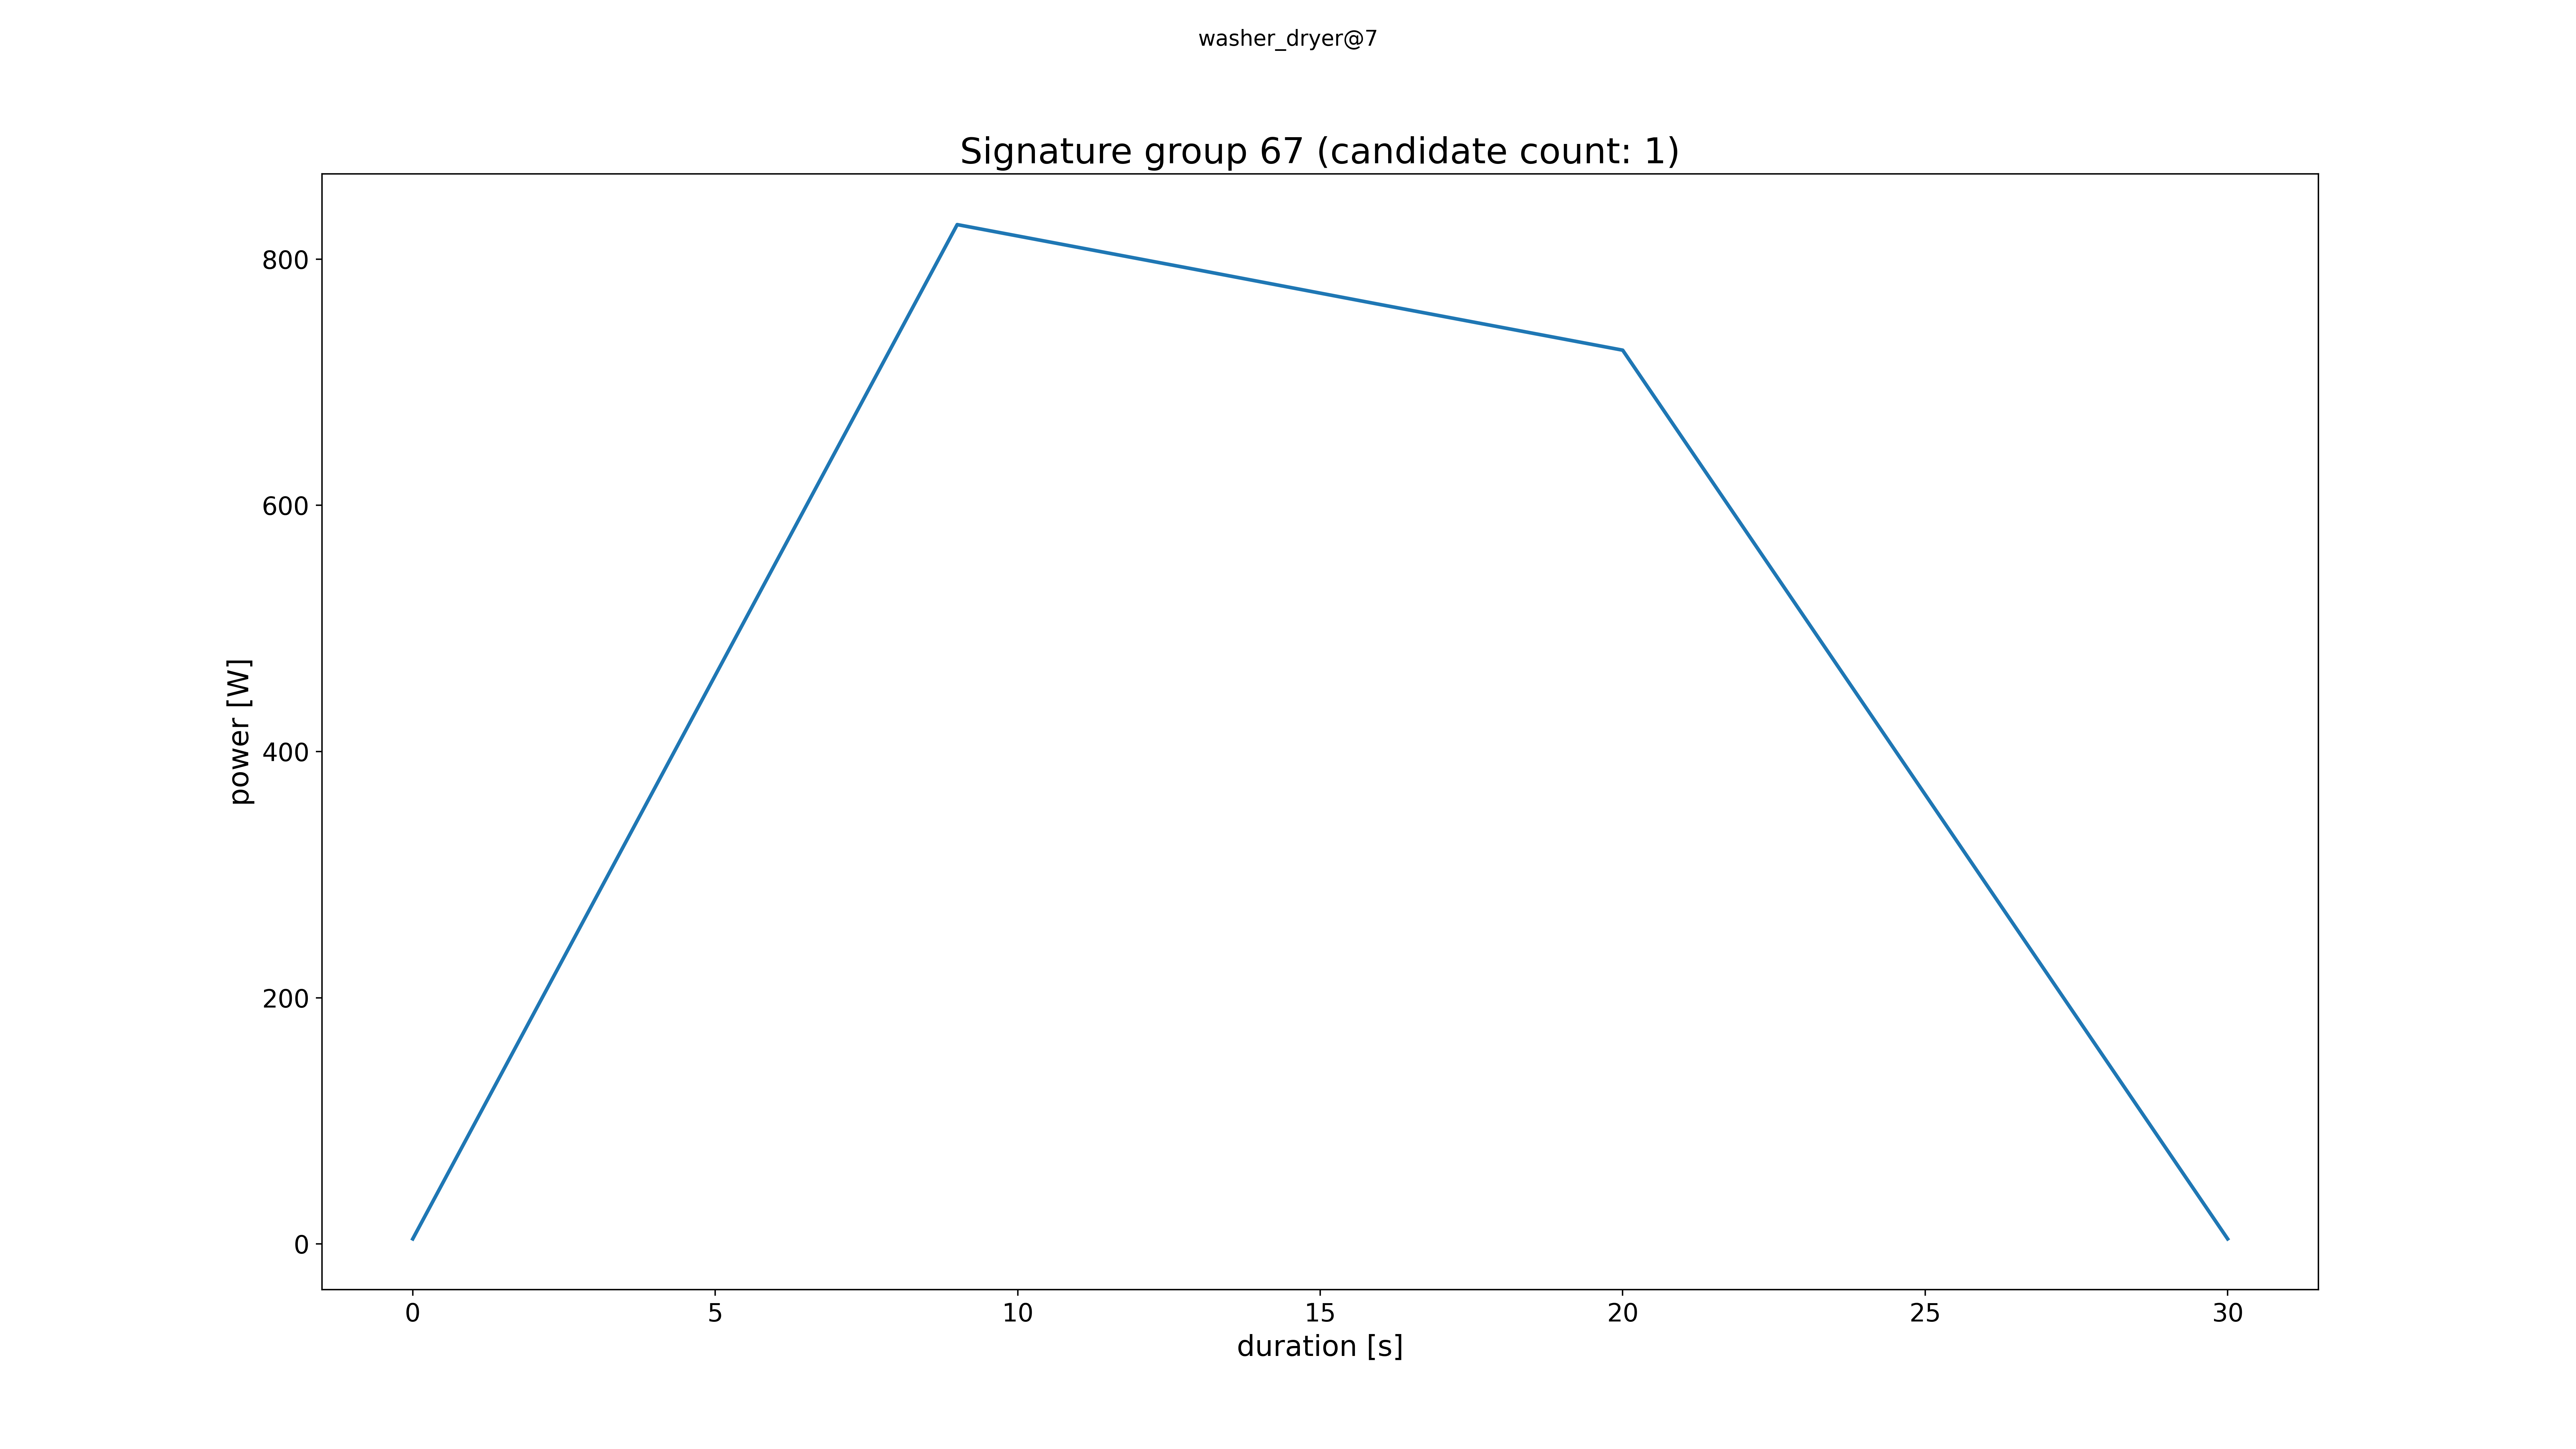 washer_dryer@7
Signature group 67 (candidate count: 1)
800
600
400
200
0
power [W]
0 5 10 15 20 25 30
duration [s]